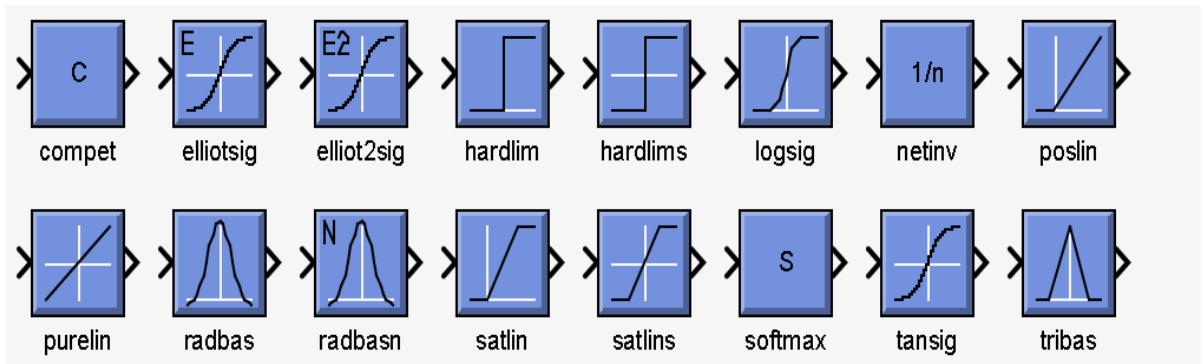 C E E2 1/n
compet elliotsig elliot2sig hardlim hardlims logsig netinv poslin
N S
purelin radbas radbasn satlin satlins softmax tansig tribas